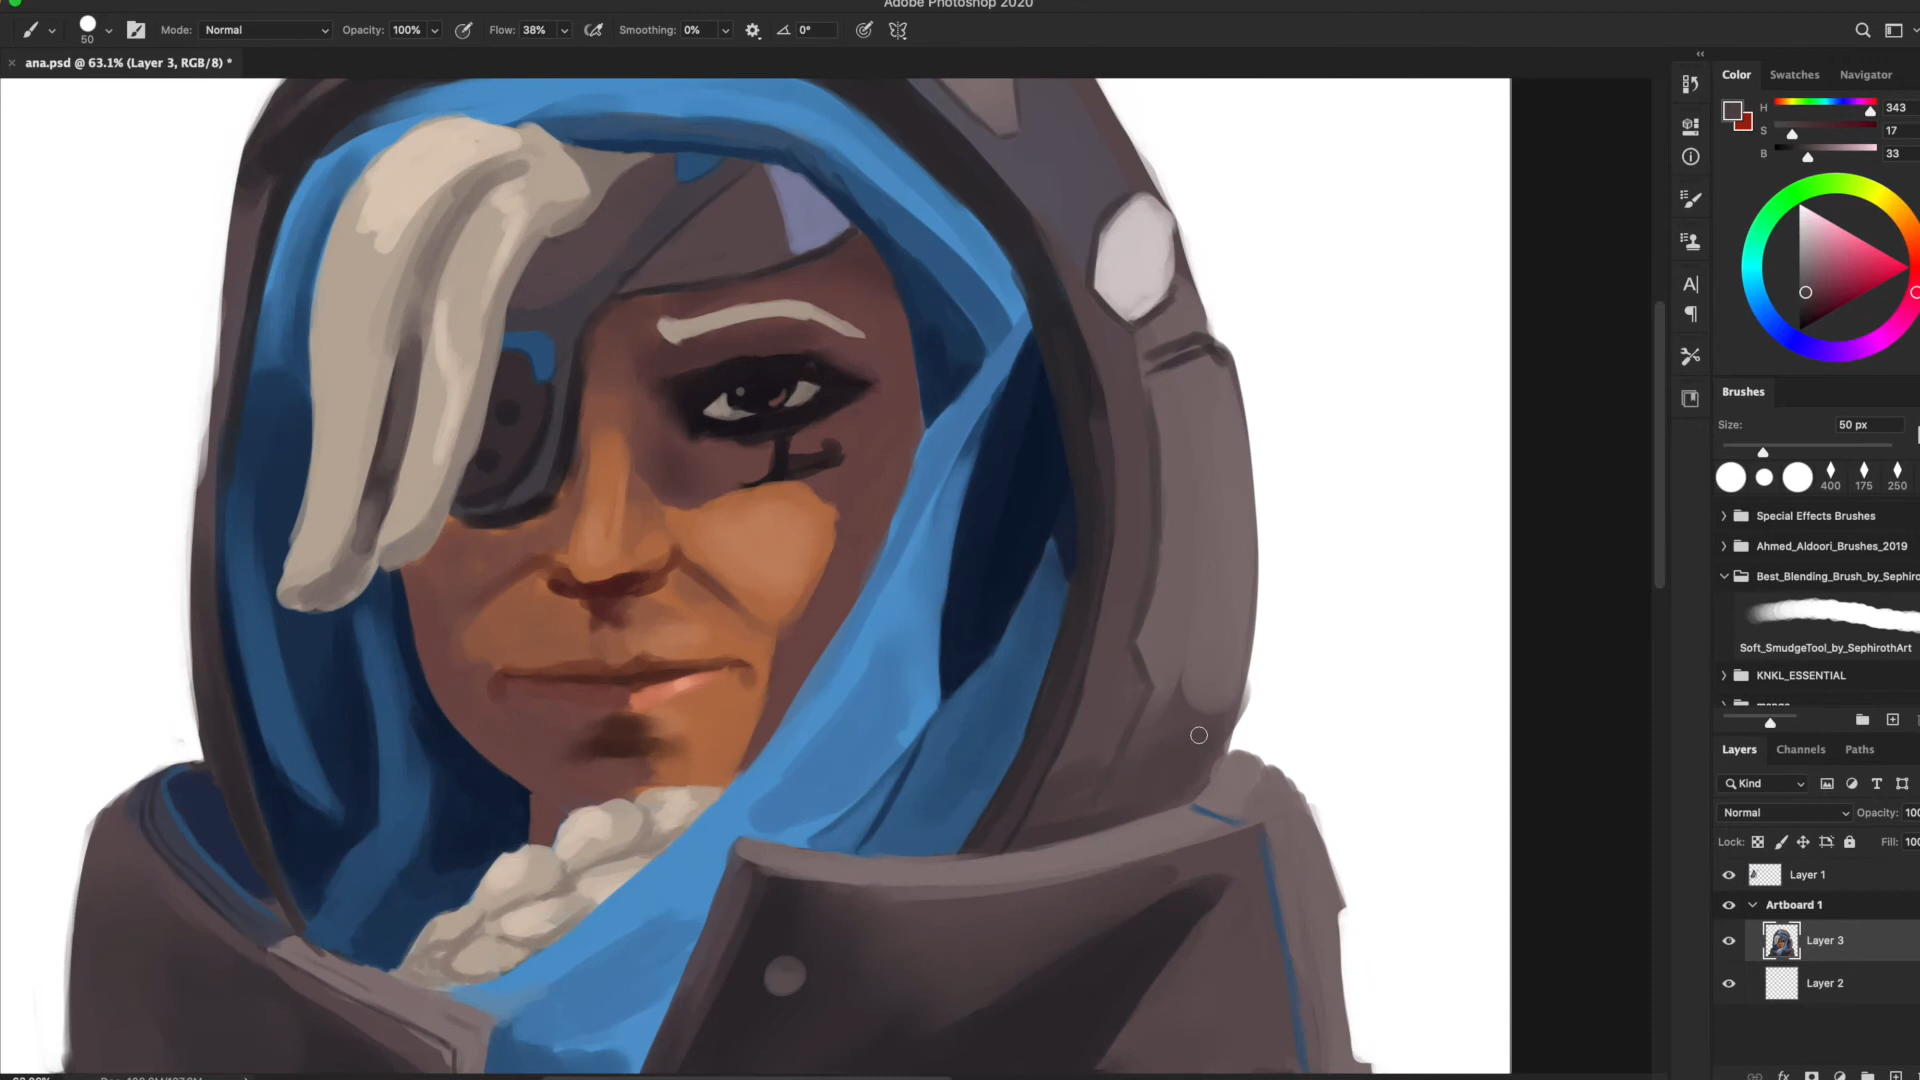 Adobe Photoshop 2020
50
Mode: Normal
Opacity: 100%
Flow: 38%
Smoothing: 0%
0°
× ana.psd @ 63.1% (Layer 3, RGB/8) *
Color Swatches Navigator
H 343
S 17
B 33
Brushes
Size: 50 px
400 175 250
Special Effects Brushes
Ahmed_Aldoori_Brushes_2019
Best_Blending_Brush_by_Sephiro
Soft_SmudgeTool_by_SephirothArt
KNKL_ESSENTIAL
Layers Channels Paths
Kind
Normal Opacity: 100
Lock: Fill: 100
Layer 1
Artboard 1
Layer 3
Layer 2
fx